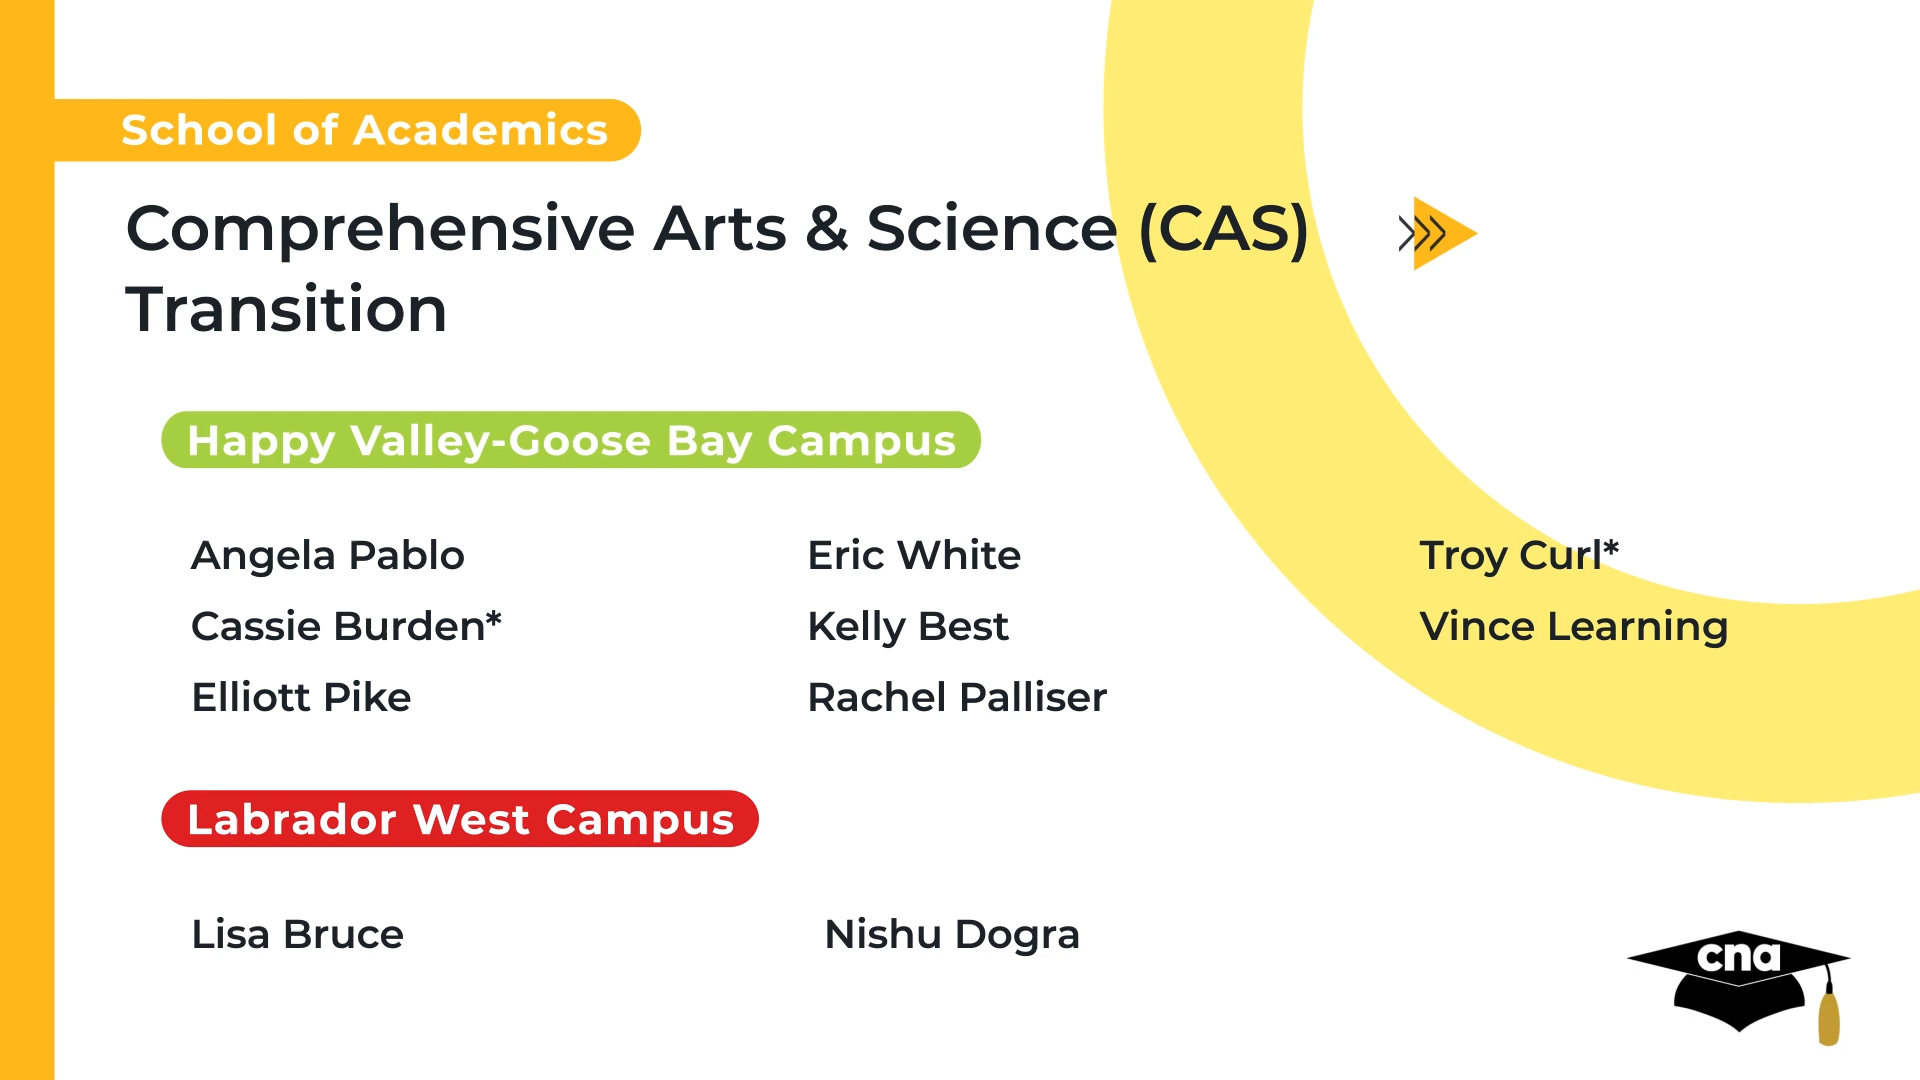 School of Academics
Comprehensive Arts & Science (CAS)
Transition
Happy Valley-Goose Bay Campus
Angela Pablo
Cassie Burden*
Elliott Pike
Eric White
Kelly Best
Rachel Palliser
Troy Curl*
Vince Learning
Labrador West Campus
Lisa Bruce
Nishu Dogra
cna